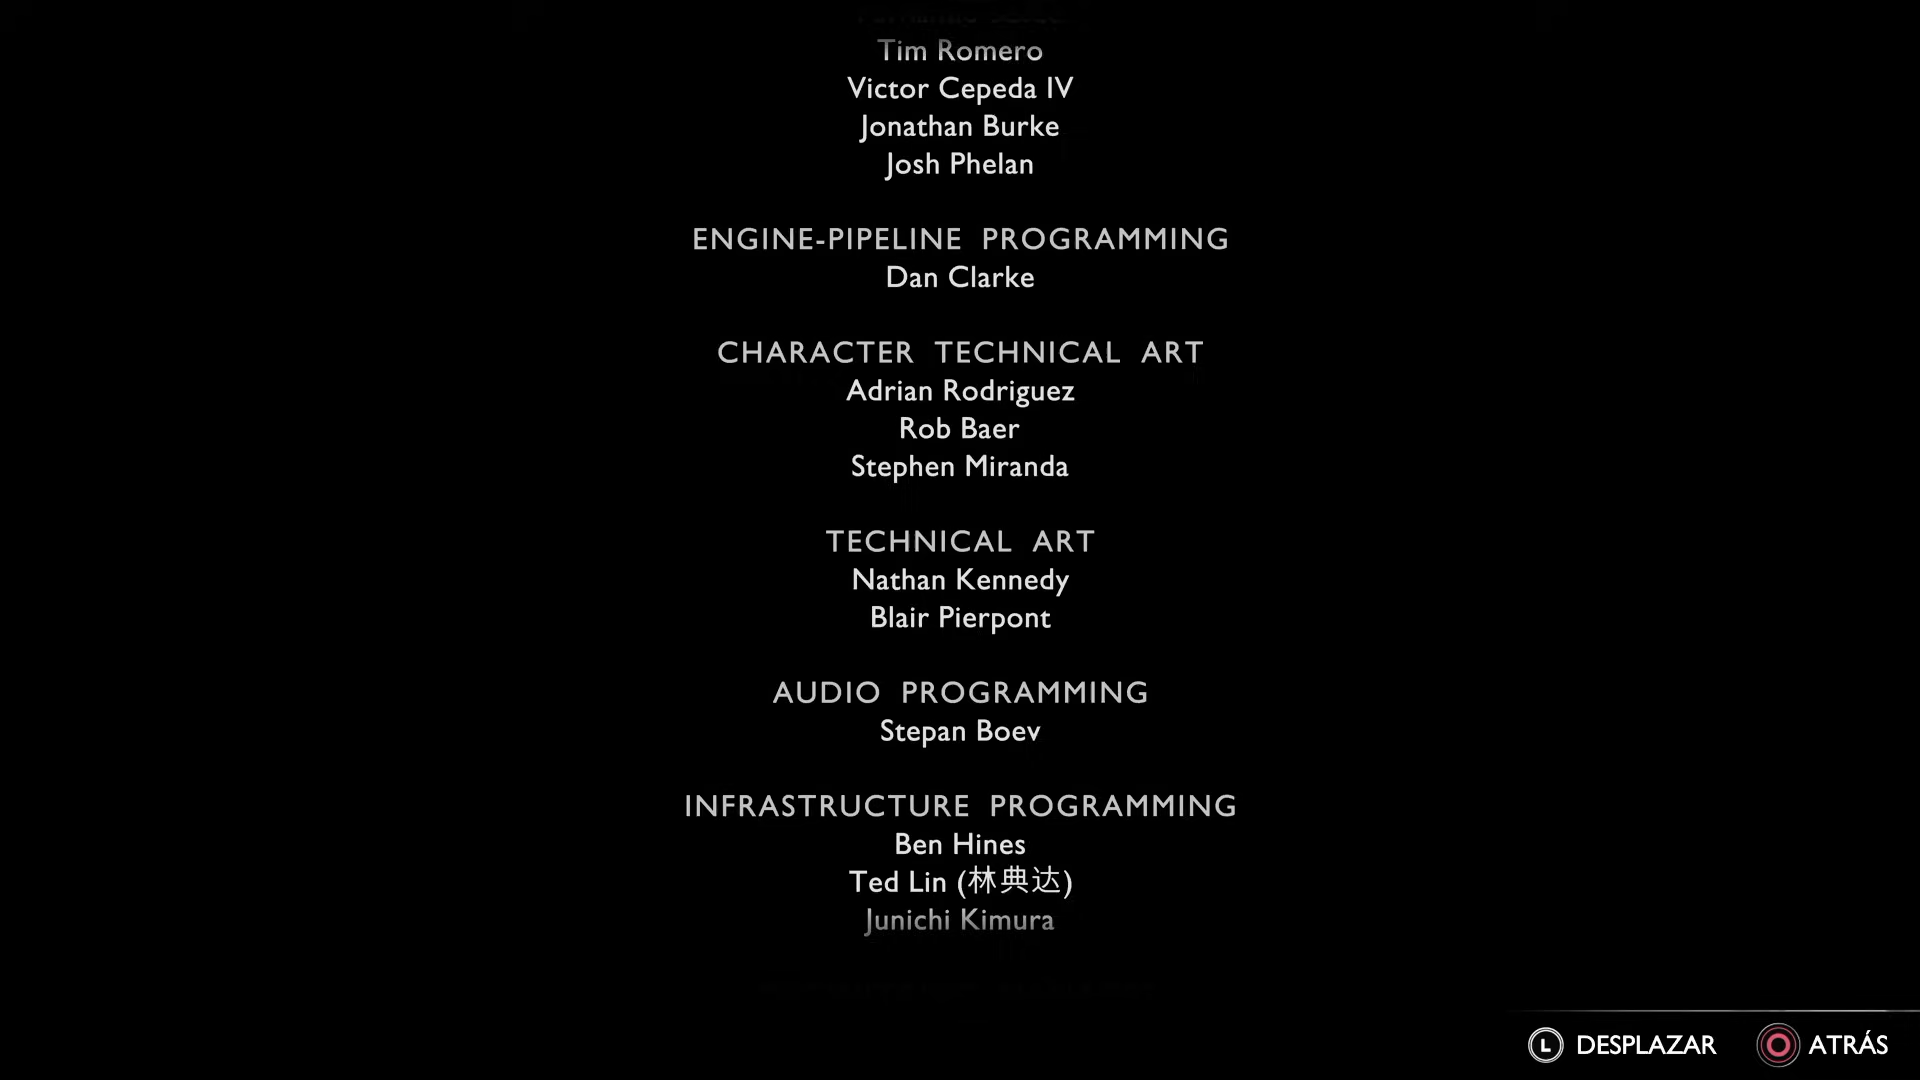 Tim Romero
Victor Cepeda IV
Jonathan Burke
Josh Phelan
ENGINE-PIPELINE PROGRAMMING
Dan Clarke
CHARACTER TECHNICAL ART
Adrian Rodriguez
Rob Baer
Stephen Miranda
TECHNICAL ART
Nathan Kennedy
Blair Pierpont
AUDIO PROGRAMMING
Stepan Boev
INFRASTRUCTURE PROGRAMMING
Ben Hines
Ted Lin (林典达)
Junichi Kimura
L DESPLAZAR ATRÁS